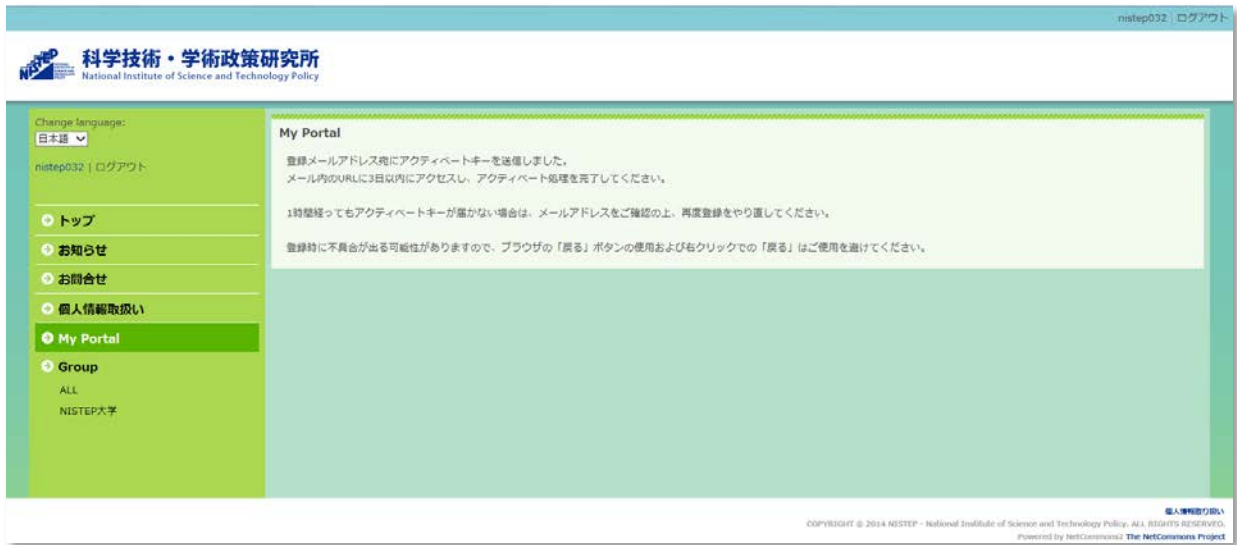 nistep032 | ログアウト
NISTEP
科学技術・学術政策研究所
National Institute of Science and Technology Policy
Change language:
日本語
nistep032 | ログアウト
トップ
お知らせ
お問合せ
個人情報取扱い
My Portal
Group
ALL
NISTEP大学
My Portal
登録メールアドレス宛にアクティベートキーを送信しました。
メール内のURLに3日以内にアクセスし、アクティベート処理を完了してください。
1時間経ってもアクティベートキーが届かない場合は、メールアドレスをご確認の上、再度登録をやり直してください。
登録時に不具合が出る可能性がありますので、ブラウザの「戻る」ボタンの使用および右クリックでの「戻る」はご使用を避けてください。
個人情報取り扱い
COPYRIGHT @ 2014 NISTEP - National Institute of Science and Technology Policy. ALL RIGHTS RESERVED.
Powered by NetCommons2 The NetCommons Project